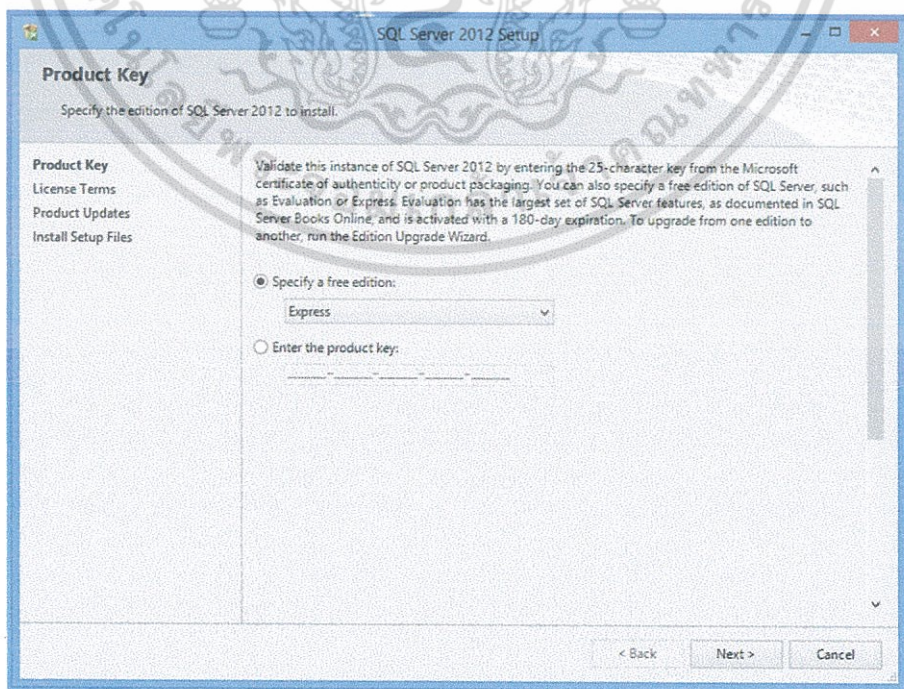 SQL Server 2012 Setup
Product Key
Specify the edition of SQL Server 2012 to install.
Product Key
License Terms
Product Updates
Install Setup Files
Validate this instance of SQL Server 2012 by entering the 25-character key from the Microsoft
certificate of authenticity or product packaging. You can also specify a free edition of SQL Server, such
as Evaluation or Express. Evaluation has the largest set of SQL Server features, as documented in SQL
Server Books Online, and is activated with a 180-day expiration. To upgrade from one edition to
another, run the Edition Upgrade Wizard.
Specify a free edition:
Express
Enter the product key:
_____-_____-_____-_____-_____
< Back
Next >
Cancel